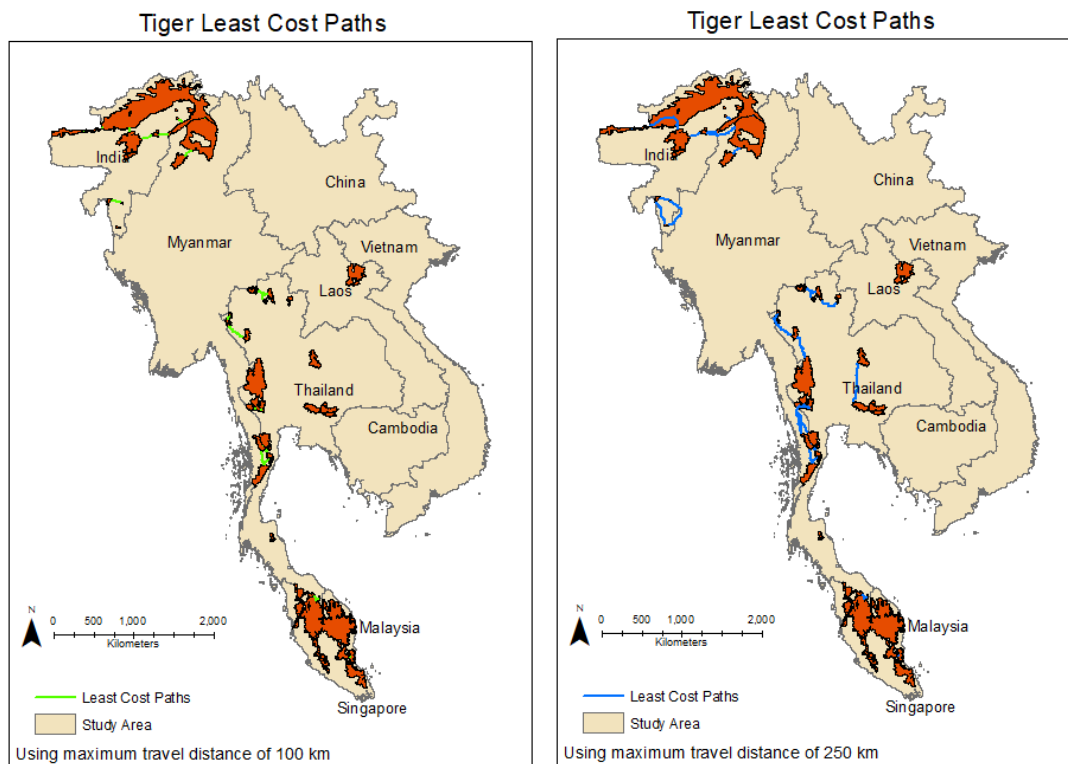 Tiger Least Cost Paths
India
China
Myanmar
Vietnam
Laos
Thailand
Cambodia
N
0 500 1,000 2,000
Kilometers
Malaysia
Least Cost Paths
Singapore
Study Area
Using maximum travel distance of 100 km
Tiger Least Cost Paths
India
China
Myanmar
Vietnam
Laos
Thailand
Cambodia
N
0 500 1,000 2,000
Kilometers
Malaysia
Least Cost Paths
Singapore
Study Area
Using maximum travel distance of 250 km